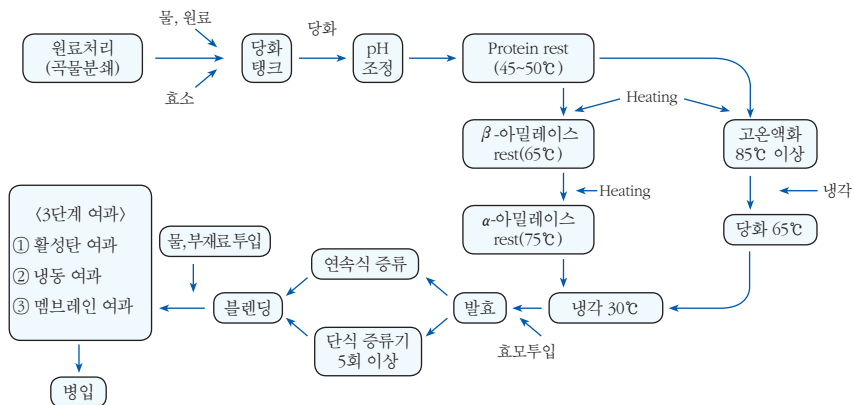 물, 원료
원료처리
(곡물분쇄)
효소
당화
탱크
당화
pH
조정
Protein rest
(45~50℃)
Heating
β-아밀레이스
rest(65℃)
고온액화
85℃ 이상
Heating
냉각
α-아밀레이스
rest(75℃)
당화 65℃
냉각 30℃
효모투입
발효
연속식 증류
단식 증류기
5회 이상
블렌딩
물,부재료투입
〈3단계 여과〉
① 활성탄 여과
② 냉동 여과
③ 멤브레인 여과
병입